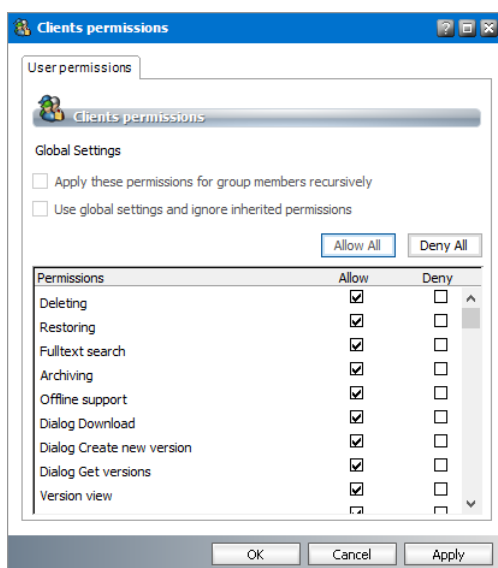 Clients permissions
User permissions
Clients permissions
Global Settings
Apply these permissions for group members recursively
Use global settings and ignore inherited permissions
Allow All Deny All
Permissions Allow Deny
Deleting
Restoring
Fulltext search
Archiving
Offline support
Dialog Download
Dialog Create new version
Dialog Get versions
Version view
OK Cancel Apply